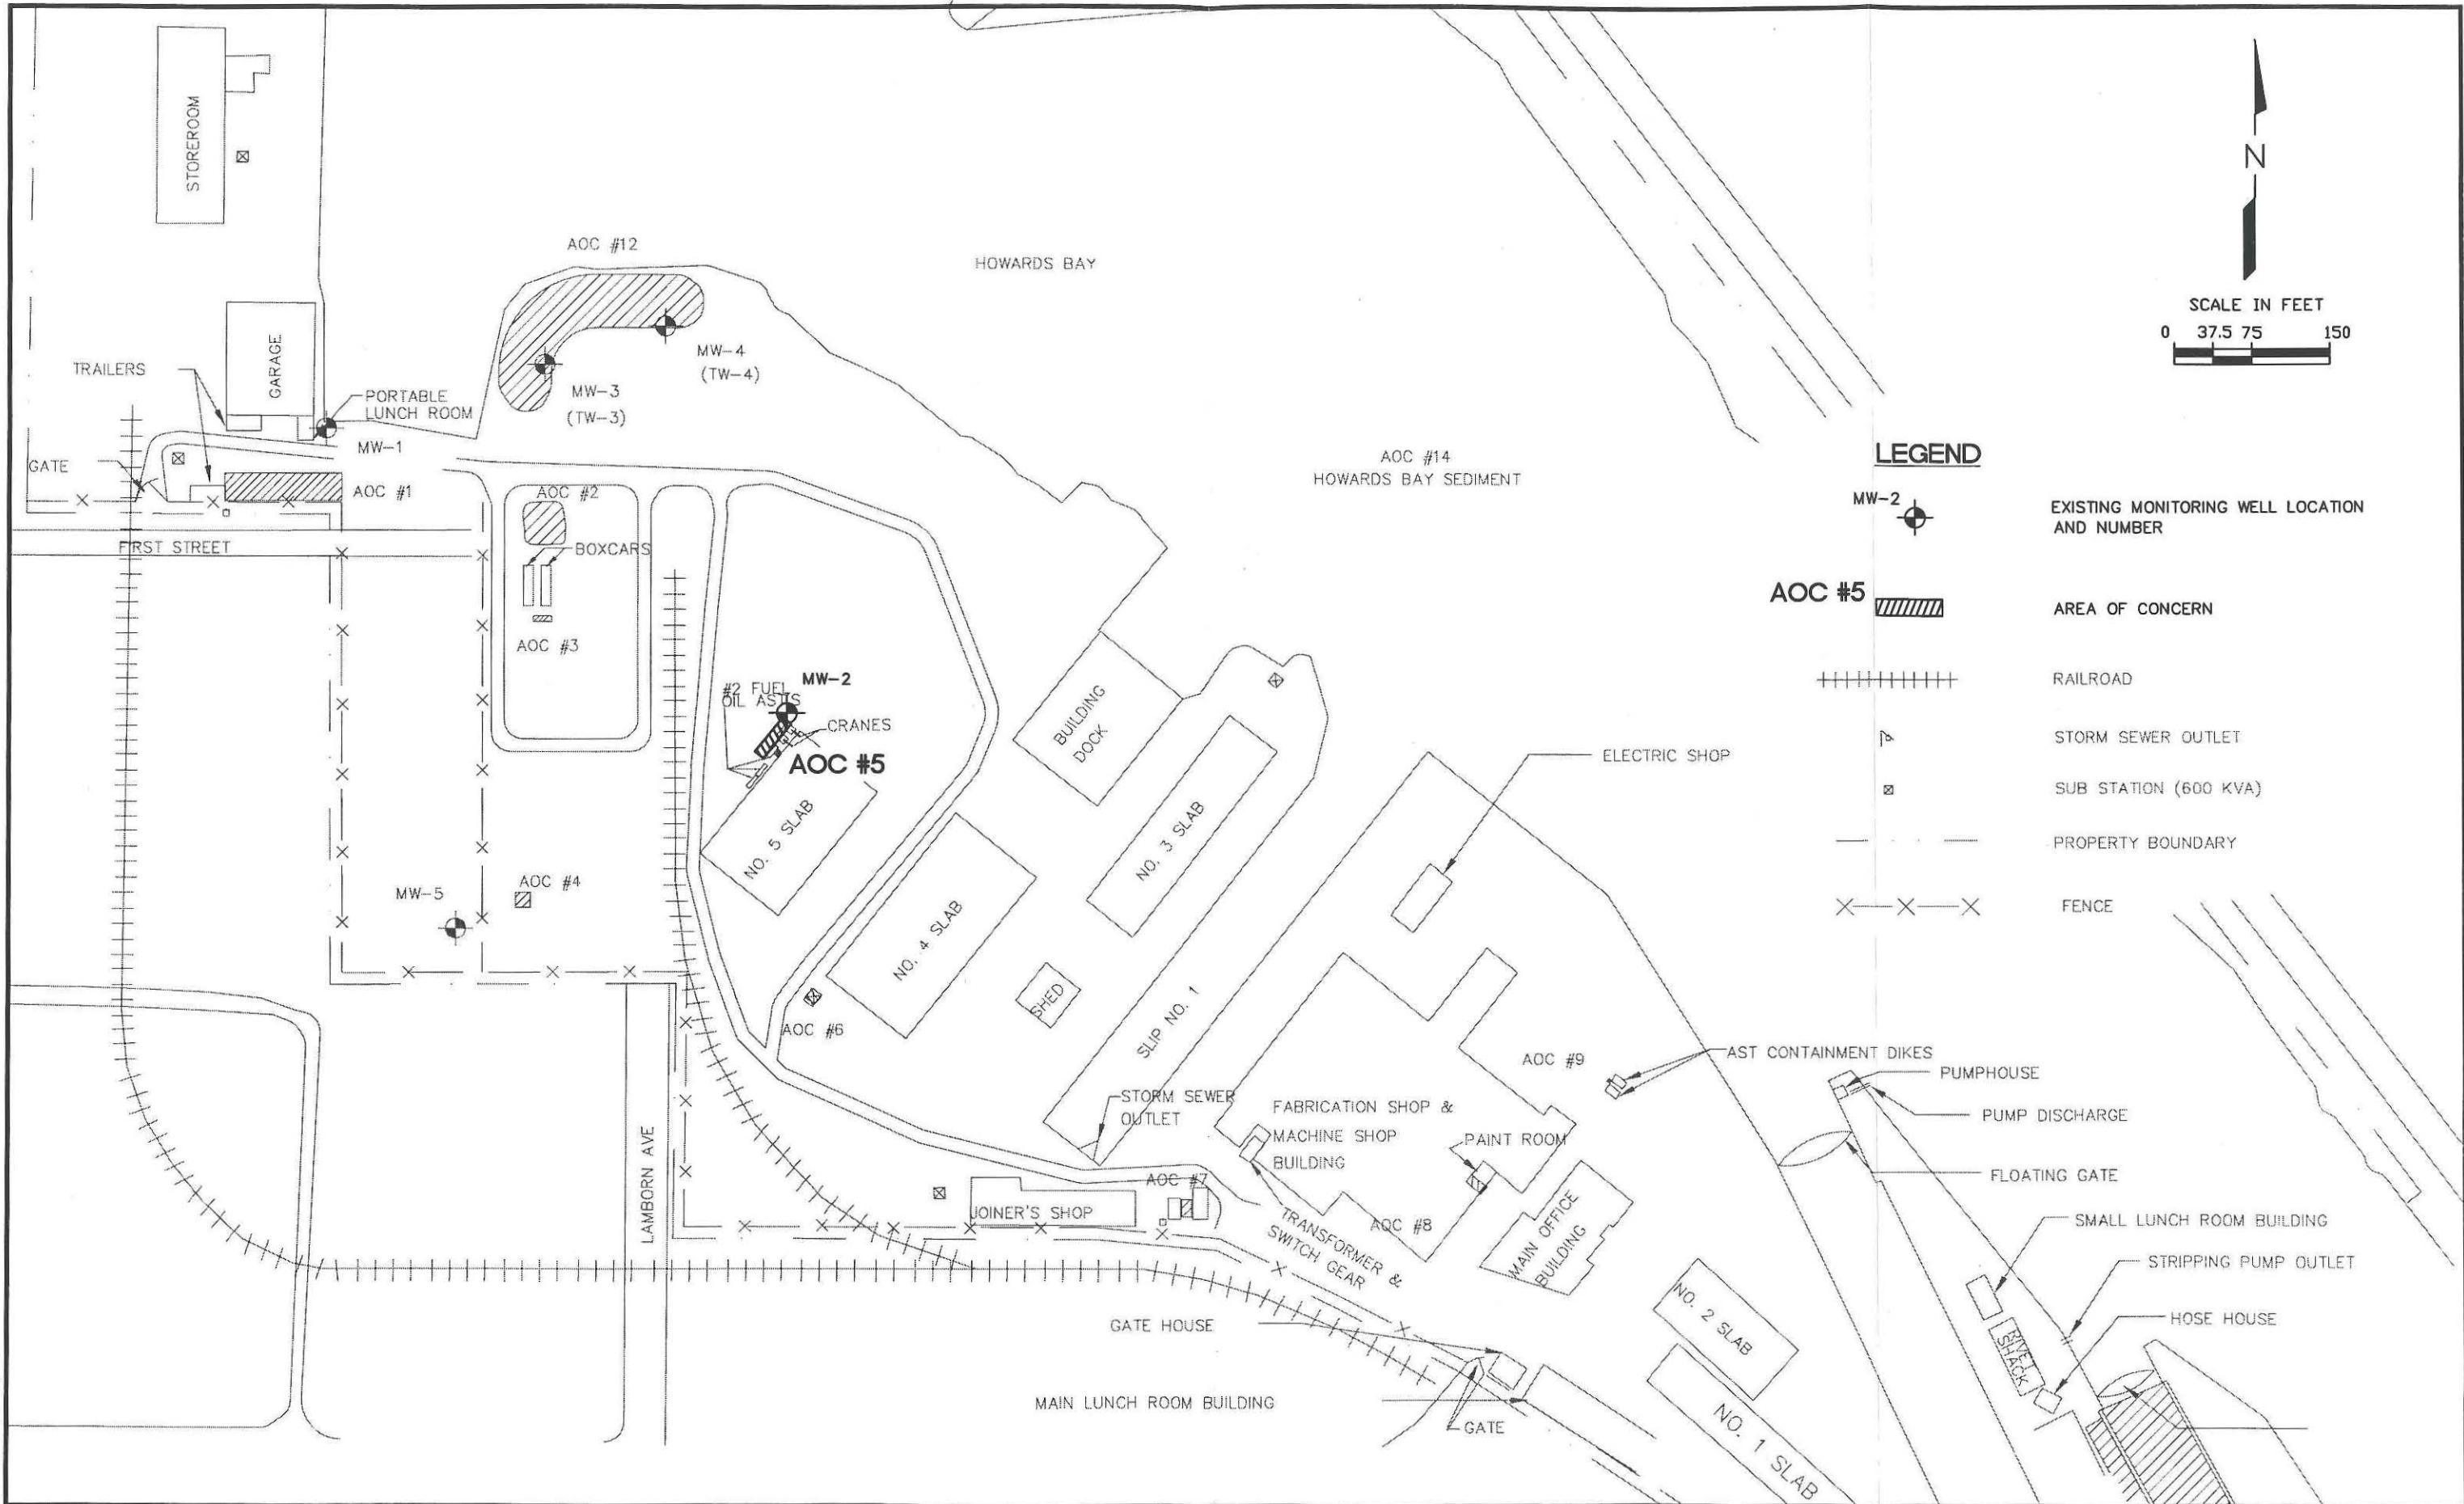 STOREROOM
AOC #12
HOWARDS BAY
N
SCALE IN FEET
0 37.5 75 150
TRAILERS
GARAGE
PORTABLE
LUNCH ROOM
MW-4
(TW-4)
MW-3
(TW-3)
MW-1
GATE
AOC #1
AOC #2
FIRST STREET
BOXCARS
AOC #3
AOC #14
HOWARDS BAY SEDIMENT
LEGEND
MW-2
EXISTING MONITORING WELL LOCATION
AND NUMBER
AOC #5
AREA OF CONCERN
RAILROAD
STORM SEWER OUTLET
SUB STATION (600 KVA)
PROPERTY BOUNDARY
FENCE
#2 FUEL
OIL ASTS
MW-2
CRANES
AOC #5
BUILDING
DOCK
ELECTRIC SHOP
NO. 5 SLAB
NO. 3 SLAB
MW-5
AOC #4
NO. 4 SLAB
SHED
AOC #6
SLIP NO. 1
AOC #9
AST CONTAINMENT DIKES
PUMPHOUSE
PUMP DISCHARGE
STORM SEWER
OUTLET
FABRICATION SHOP &
MACHINE SHOP
BUILDING
PAINT ROOM
FLOATING GATE
LAMBORN AVE
AOC #7
JOINER'S SHOP
TRANSFORMER &
SWITCH GEAR
AOC #8
MAIN OFFICE
BUILDING
SMALL LUNCH ROOM BUILDING
STRIPPING PUMP OUTLET
HOSE HOUSE
RIVET
SHACK
NO. 2 SLAB
GATE HOUSE
MAIN LUNCH ROOM BUILDING
GATE
NO. 1 SLAB